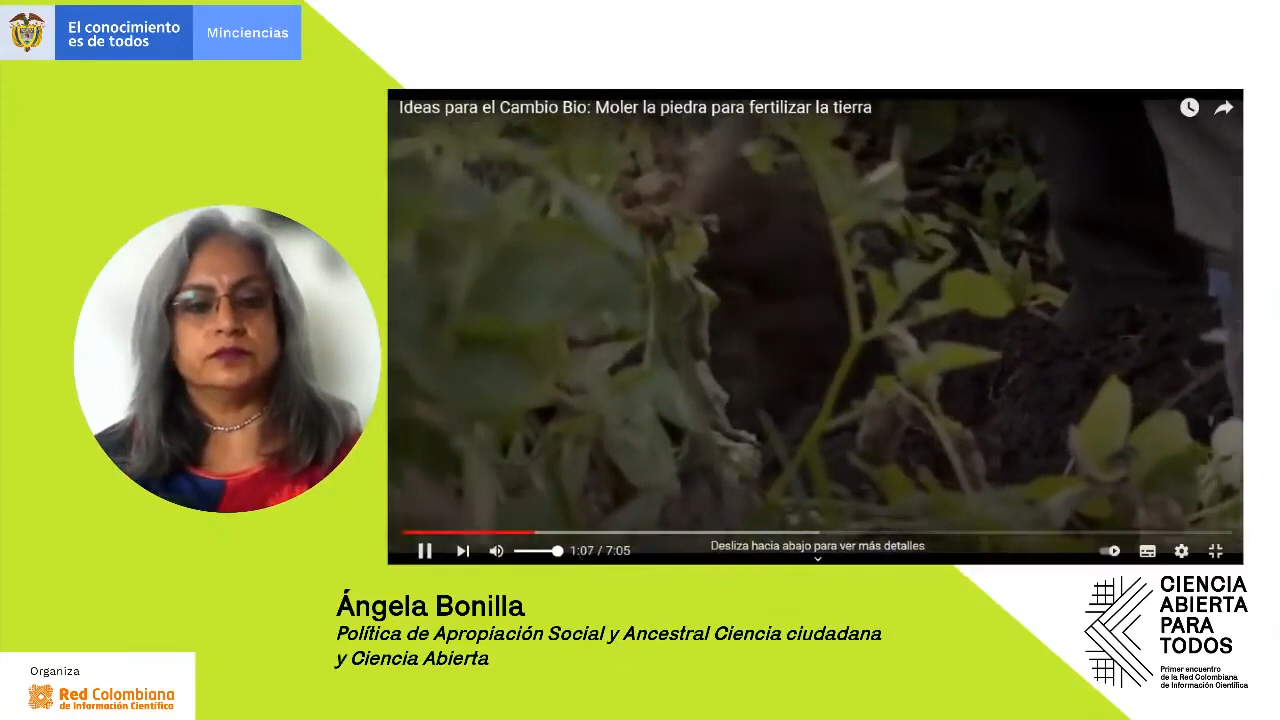 El conocimiento
es de todos
Minciencias
Ideas para el Cambio Bio: Moler la piedra para fertilizar la tierra
1:07 / 7:05
Desliza hacia abajo para ver más detalles
Ángela Bonilla
Política de Apropiación Social y Ancestral Ciencia ciudadana
y Ciencia Abierta
CIENCIA
ABIERTA
PARA
TODOS
Primer encuentro
de la Red Colombiana
de Información Científica
Organiza
Red Colombiana
de Información Científica